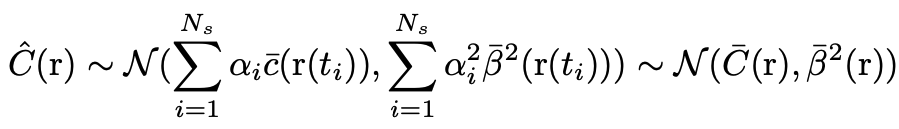 Ĉ(r) ∼ 𝒩(∑_{i=1}^{N_s} α_i c̄(r(t_i)), ∑_{i=1}^{N_s} α_i^2 β̄^2(r(t_i))) ∼ 𝒩(C̄(r), β̄^2(r))